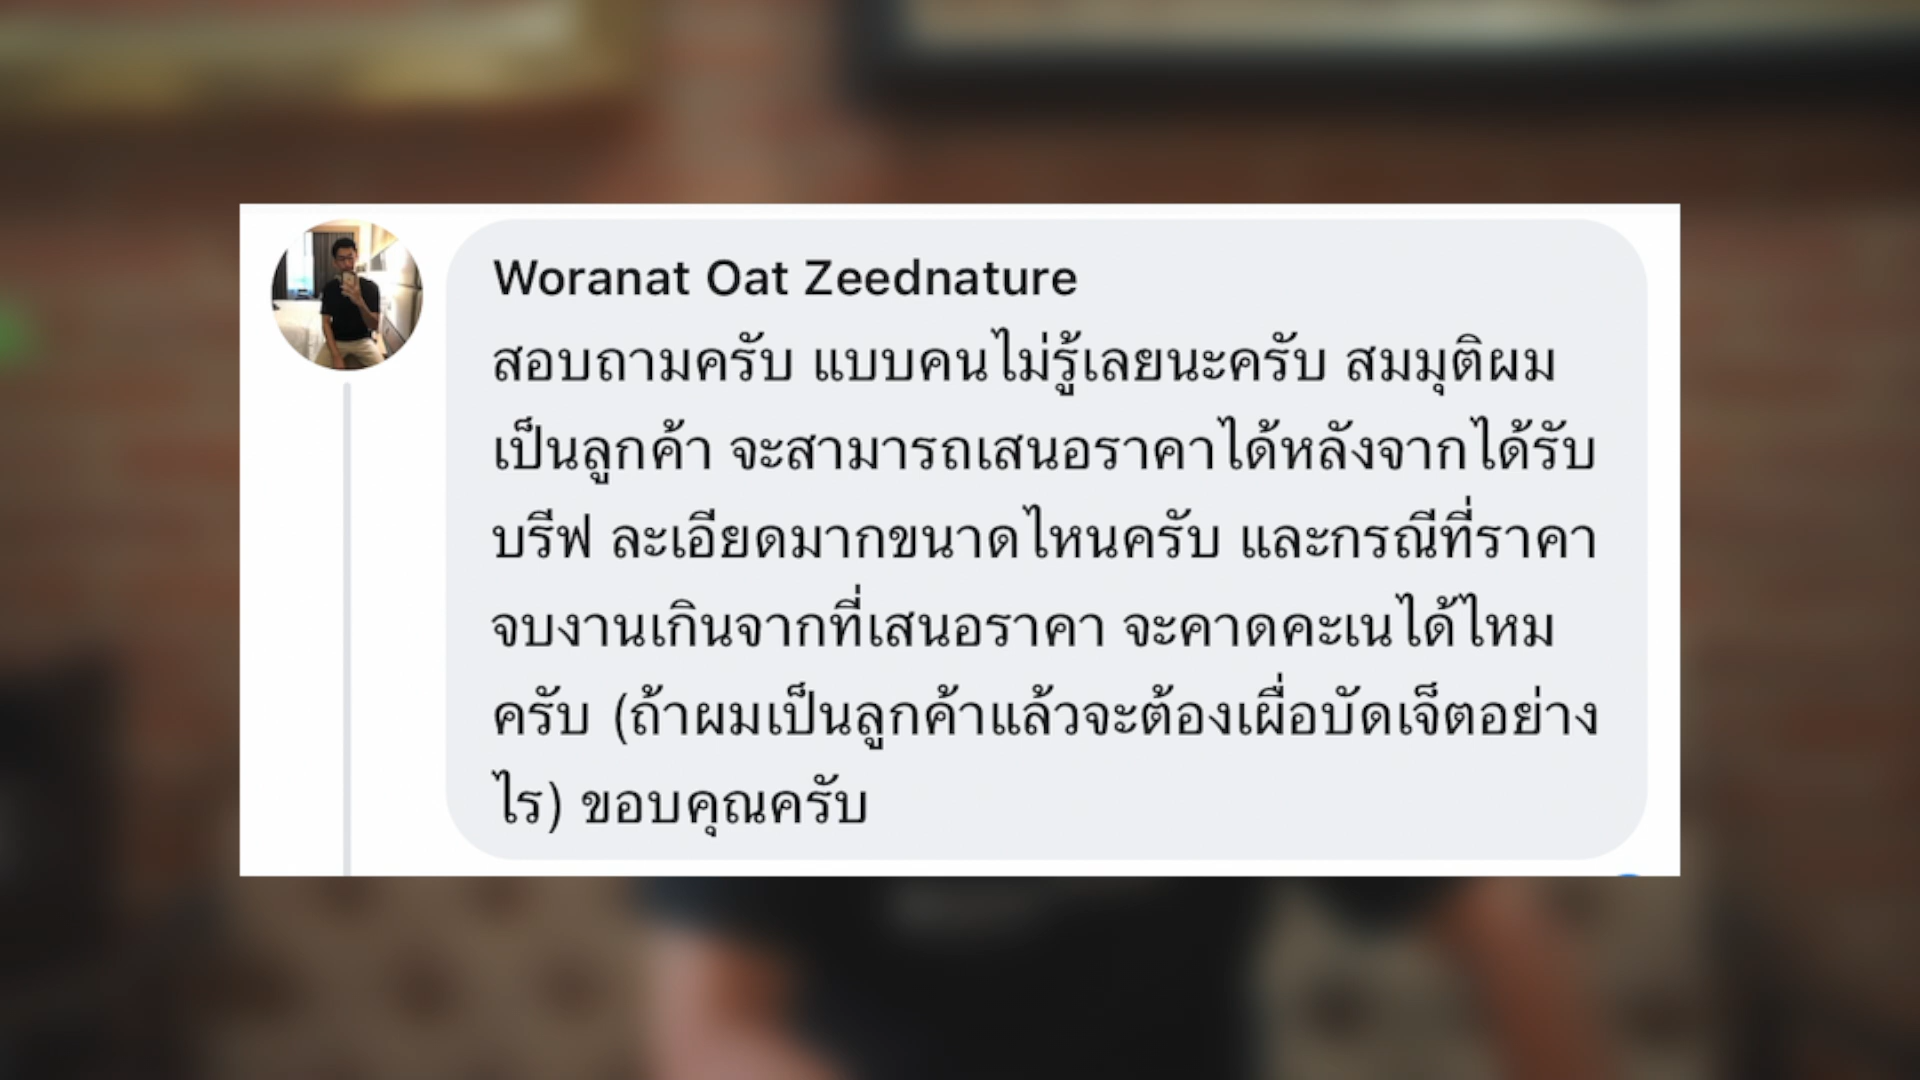 Woranat Oat Zeednature
สอบถามครับ แบบคนไม่รู้เลยนะครับ สมมุติผม
เป็นลูกค้า จะสามารถเสนอราคาได้หลังจากได้รับ
บรีฟ ละเอียดมากขนาดไหนครับ และกรณีที่ราคา
จบงานเกินจากที่เสนอราคา จะคาดคะเนได้ไหม
ครับ (ถ้าผมเป็นลูกค้าแล้วจะต้องเผื่อบัดเจ็ตอย่าง
ไร) ขอบคุณครับ